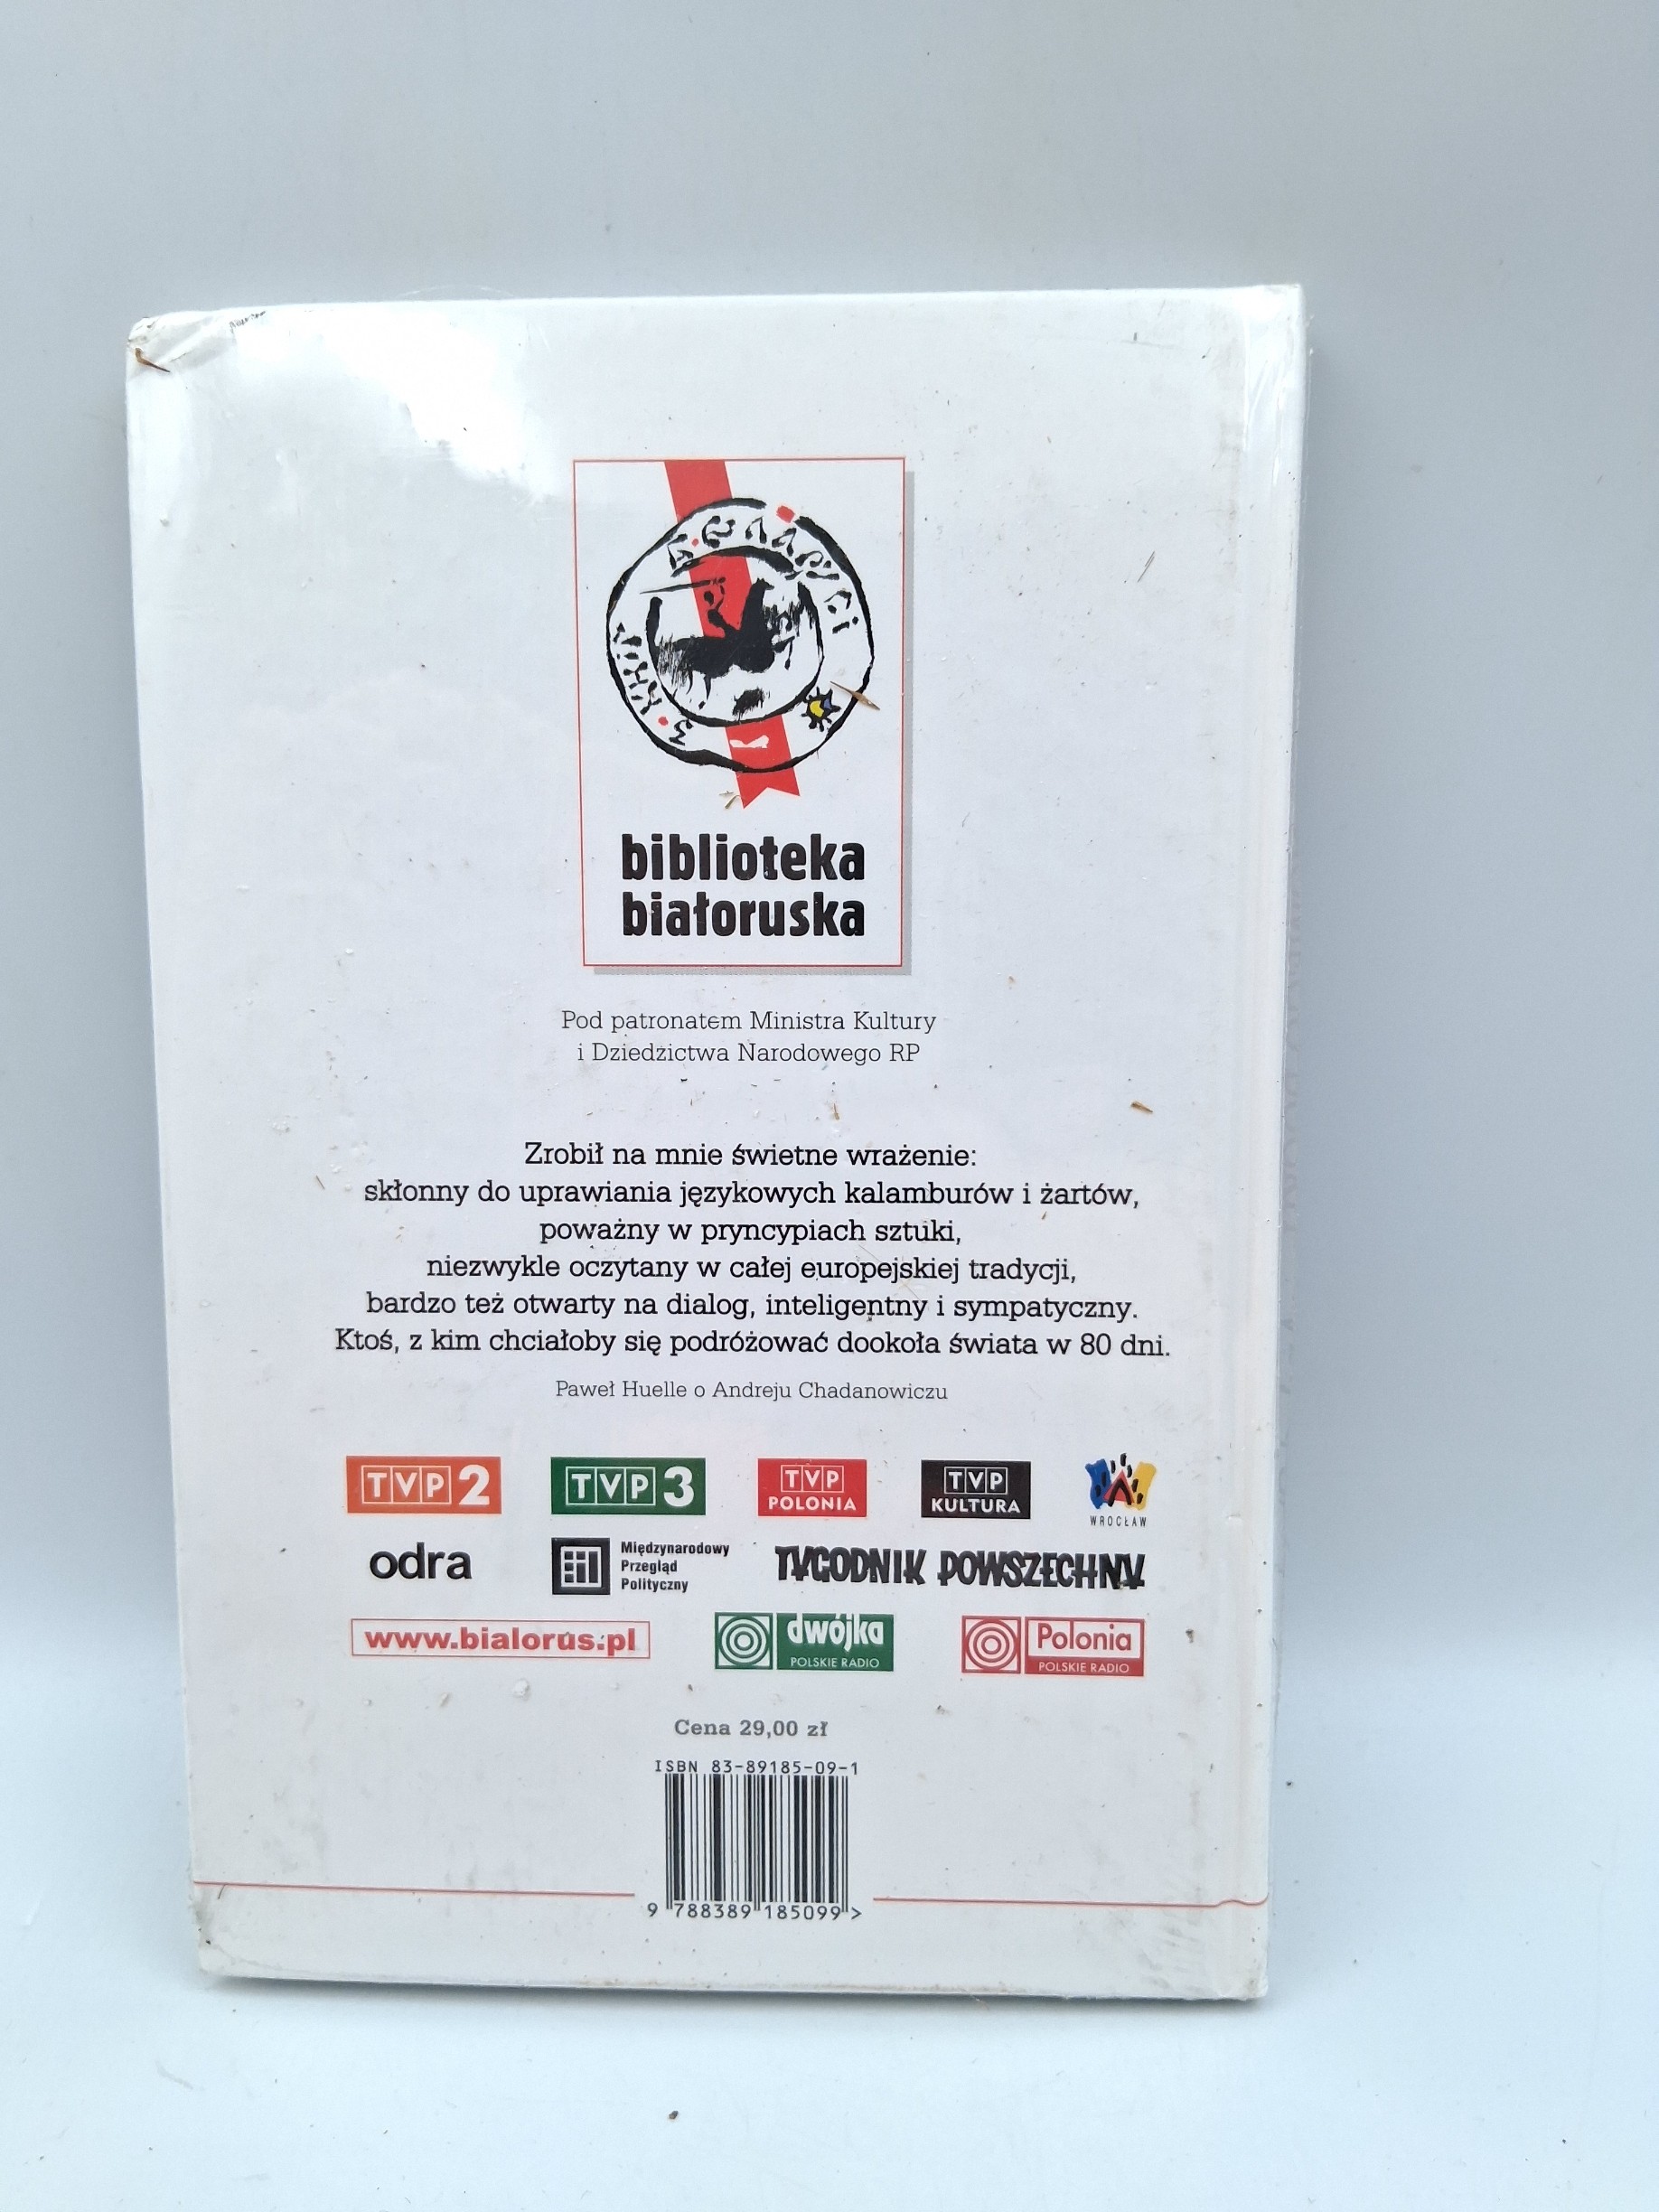 biblioteka
białoruska
Pod patronatem Ministra Kultury
i Dziedzictwa Narodowego RP
Zrobił na mnie świetne wrażenie:
skłonny do uprawiania językowych kalamburów i żartów,
poważny w pryncypiach sztuki,
niezwykle oczytany w całej europejskiej tradycji,
bardzo też otwarty na dialog, inteligentny i sympatyczny.
Ktoś, z kim chciałoby się podróżować dookoła świata w 80 dni.
Paweł Huelle o Andreju Chadanowiczu
TVP 2 TVP 3 TVP POLONIA TVP KULTURA WROCŁAW
odra Międzynarodowy Przegląd Polityczny TYGODNIK POWSZECHNY
www.bialorus.pl dwójka POLSKIE RADIO Polonia POLSKIE RADIO
Cena 29,00 zł
ISBN 83-89185-09-1
9 788389 185099 >